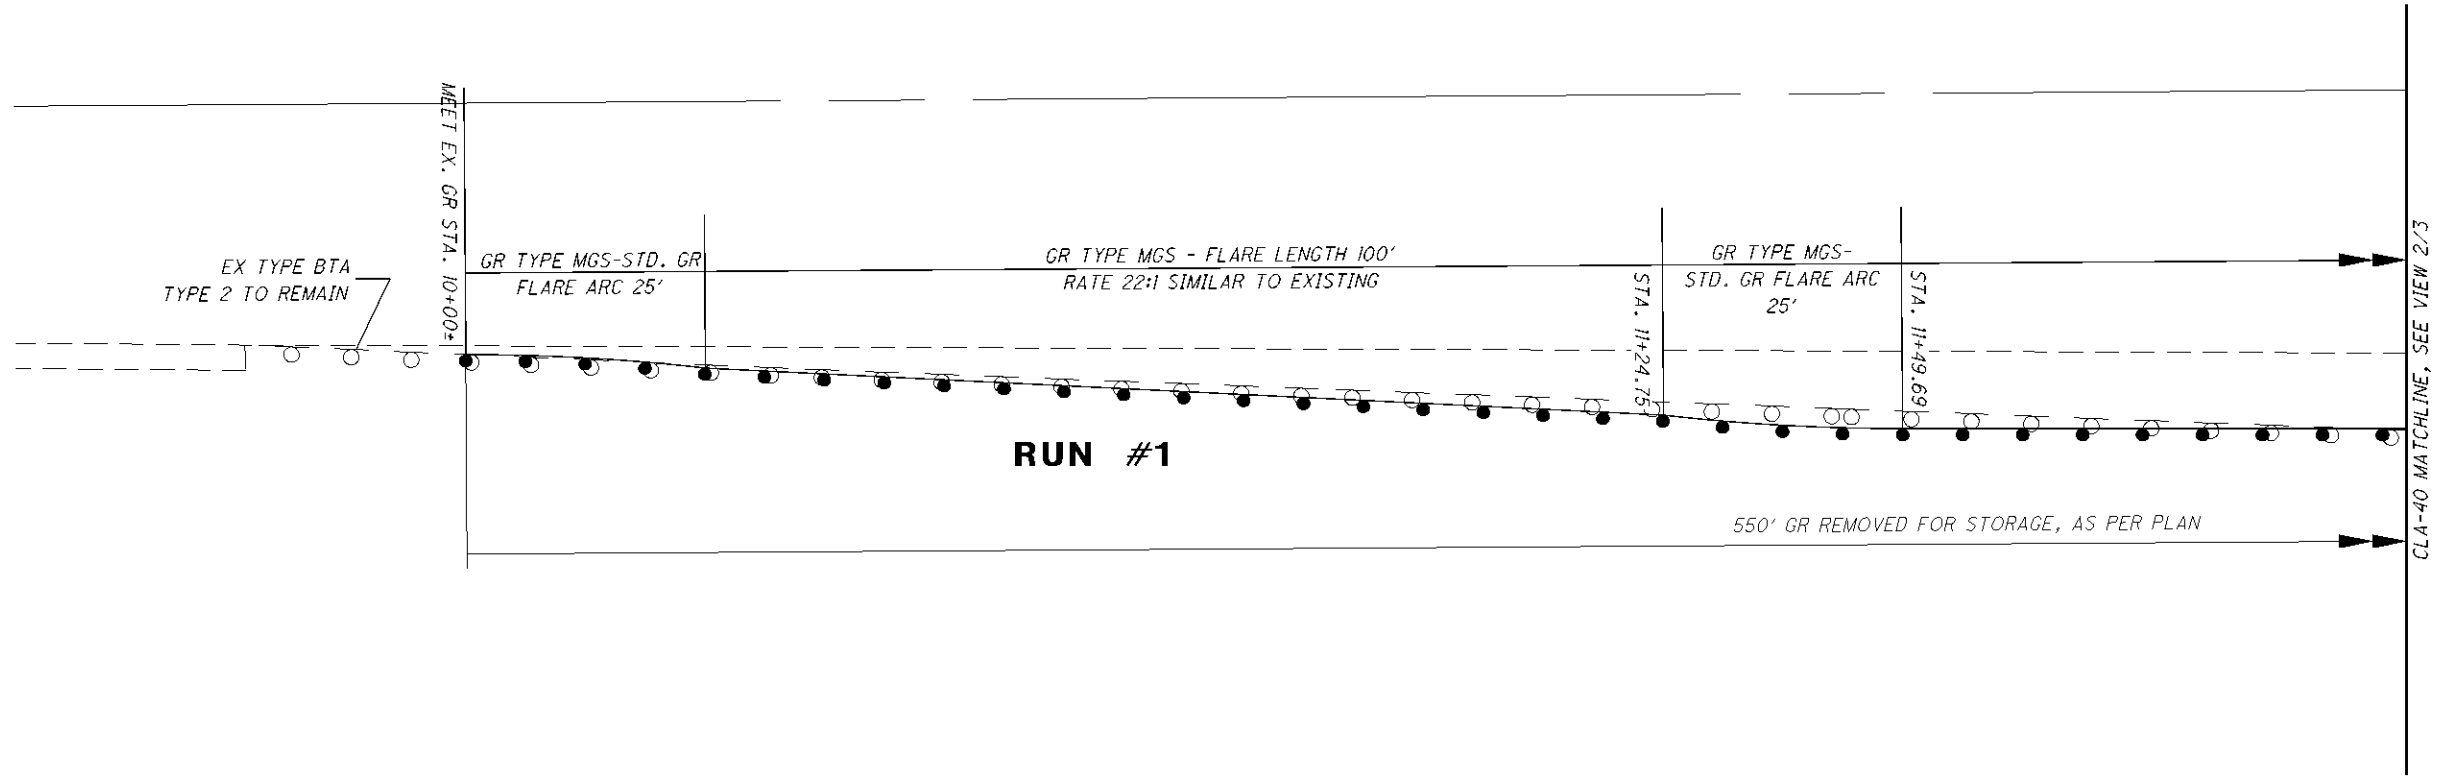 MEET EX. GR STA. 10+00±
EX TYPE BTA
TYPE 2 TO REMAIN
GR TYPE MGS-STD. GR
FLARE ARC 25'
GR TYPE MGS - FLARE LENGTH 100'
RATE 22:1 SIMILAR TO EXISTING
STA. 11+24.75
GR TYPE MGS-
STD. GR FLARE ARC
25'
STA. 11+49.69
CLA-40 MATCHLINE, SEE VIEW 2/3
RUN #1
550' GR REMOVED FOR STORAGE, AS PER PLAN